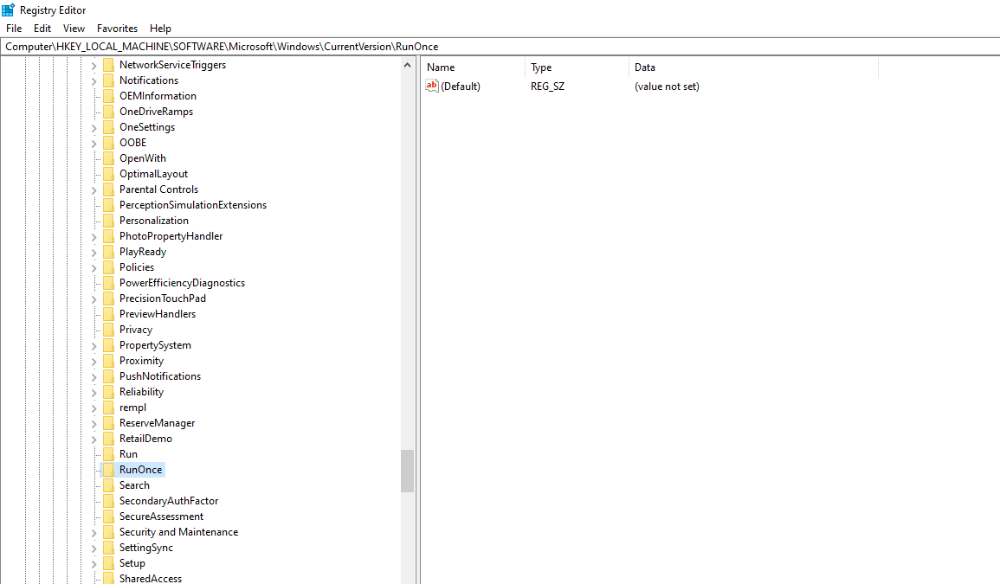 Registry Editor
File Edit View Favorites Help
Computer\HKEY_LOCAL_MACHINE\SOFTWARE\Microsoft\Windows\CurrentVersion\RunOnce
NetworkServiceTriggers
Notifications
OEMInformation
OneDriveRamps
OneSettings
OOBE
OpenWith
OptimalLayout
Parental Controls
PerceptionSimulationExtensions
Personalization
PhotoPropertyHandler
PlayReady
Policies
PowerEfficiencyDiagnostics
PrecisionTouchPad
PreviewHandlers
Privacy
PropertySystem
Proximity
PushNotifications
Reliability
rempl
ReserveManager
RetailDemo
Run
RunOnce
Search
SecondaryAuthFactor
SecureAssessment
Security and Maintenance
SettingSync
Setup
SharedAccess
Name Type Data
ab (Default) REG_SZ (value not set)